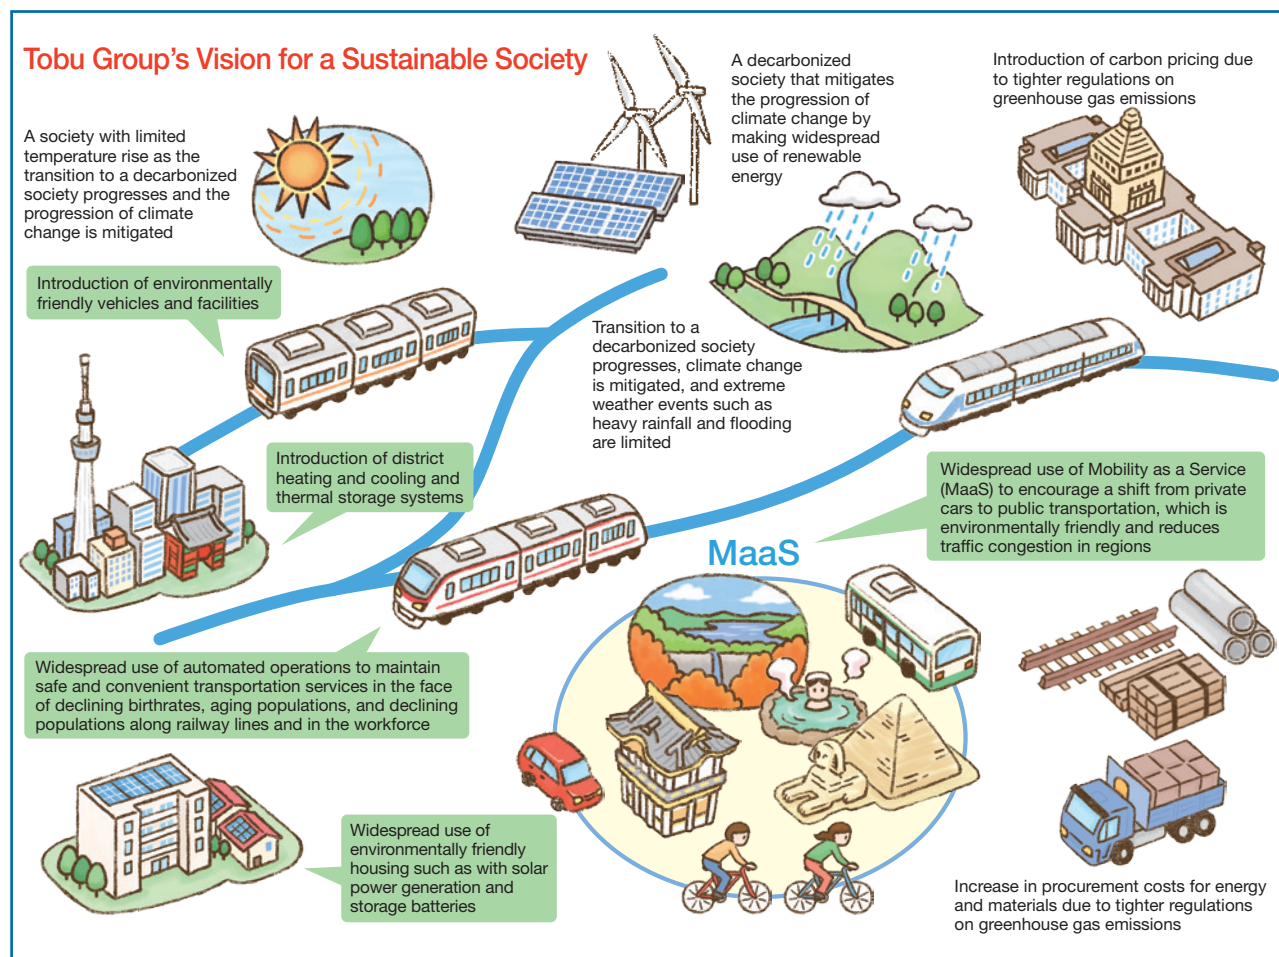 Tobu Group’s Vision for a Sustainable Society
A society with limited
temperature rise as the
transition to a decarbonized
society progresses and the
progression of climate
change is mitigated
A decarbonized
society that mitigates
the progression of
climate change by
making widespread
use of renewable
energy
Introduction of carbon pricing due
to tighter regulations on
greenhouse gas emissions
Introduction of environmentally
friendly vehicles and facilities
Transition to a
decarbonized society
progresses, climate change
is mitigated, and extreme
weather events such as
heavy rainfall and flooding
are limited
Introduction of district
heating and cooling and
thermal storage systems
Widespread use of Mobility as a Service
(MaaS) to encourage a shift from private
cars to public transportation, which is
environmentally friendly and reduces
traffic congestion in regions
MaaS
Widespread use of automated operations to maintain
safe and convenient transportation services in the face
of declining birthrates, aging populations, and declining
populations along railway lines and in the workforce
Widespread use of
environmentally friendly
housing such as with solar
power generation and
storage batteries
Increase in procurement costs for energy
and materials due to tighter regulations
on greenhouse gas emissions